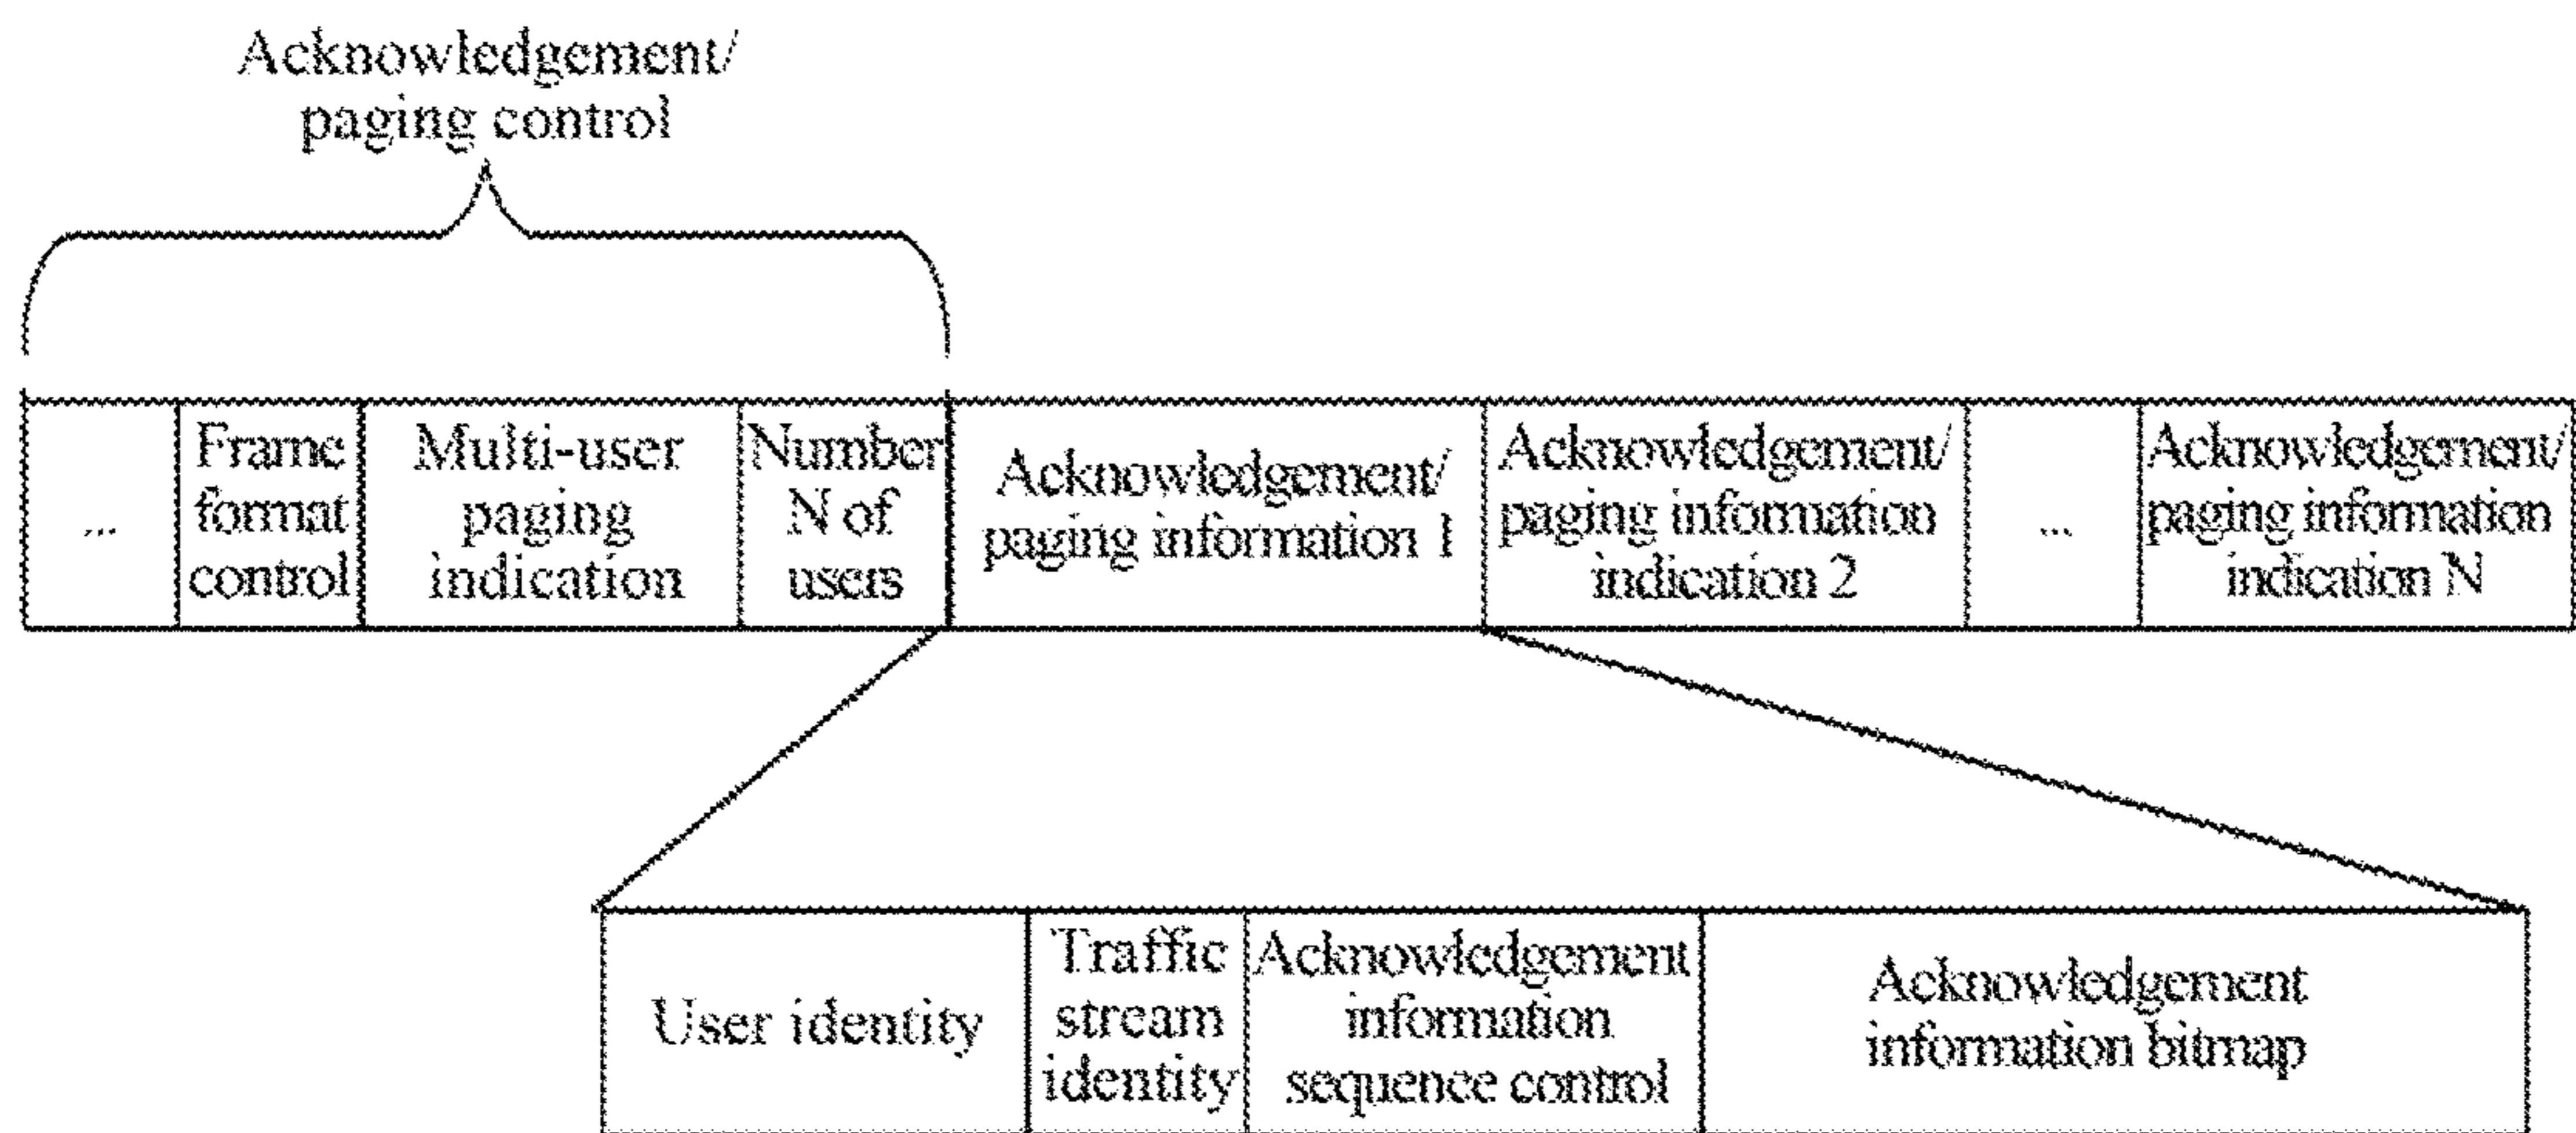 Acknowledgement/
paging control
...
Frame
format
control
Multi-user
paging
indication
Number
N of
users
Acknowledgement/
paging information 1
Acknowledgement/
paging information
indication 2
...
Acknowledgement/
paging information
indication N
User identity
Traffic
stream
identity
Acknowledgement
information
sequence control
Acknowledgement
information bitmap